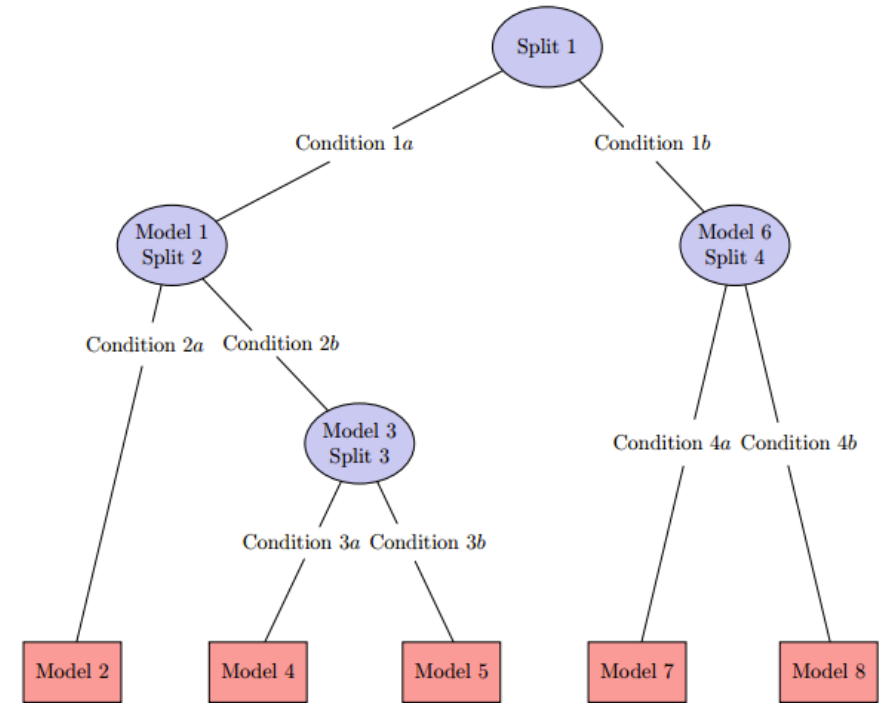 Split 1
Condition 1a
Condition 1b
Model 1
Split 2
Model 6
Split 4
Condition 2a
Condition 2b
Model 3
Split 3
Condition 4a
Condition 4b
Condition 3a
Condition 3b
Model 2
Model 4
Model 5
Model 7
Model 8